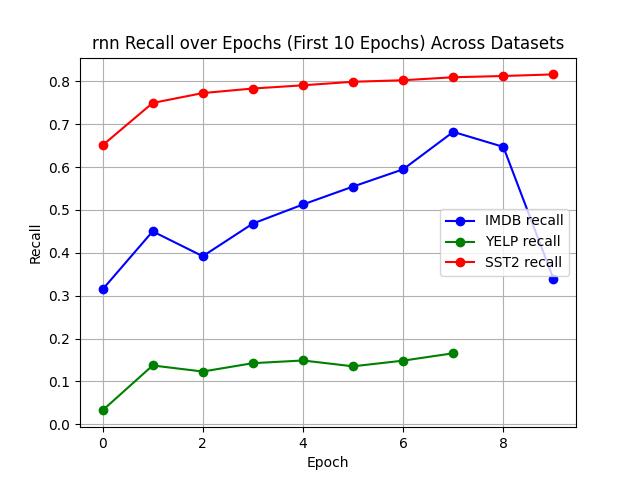 rnn Recall over Epochs (First 10 Epochs) Across Datasets
0.8
0.7
0.6
0.5
0.4
0.3
0.2
0.1
0.0
Recall
IMDB recall
YELP recall
SST2 recall
0 2 4 6 8
Epoch